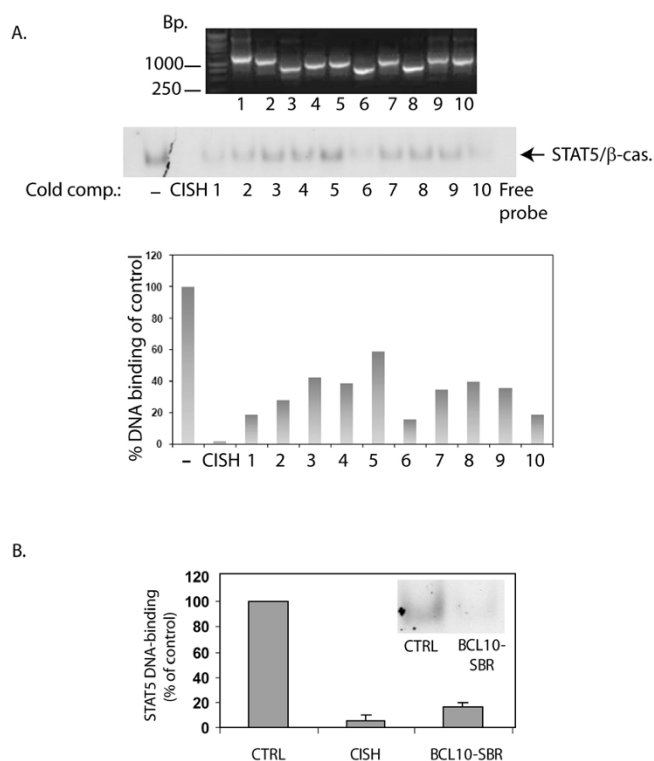 A.
Bp.
1000
250
1 2 3 4 5 6 7 8 9 10
STAT5/β-cas.
Cold comp.: – CISH 1 2 3 4 5 6 7 8 9 10 Free
probe
% DNA binding of control
120
100
80
60
40
20
0
– CISH 1 2 3 4 5 6 7 8 9 10
B.
STAT5 DNA-binding
(% of control)
120
100
80
60
40
20
0
CTRL BCL10-
SBR
CTRL CISH BCL10-SBR